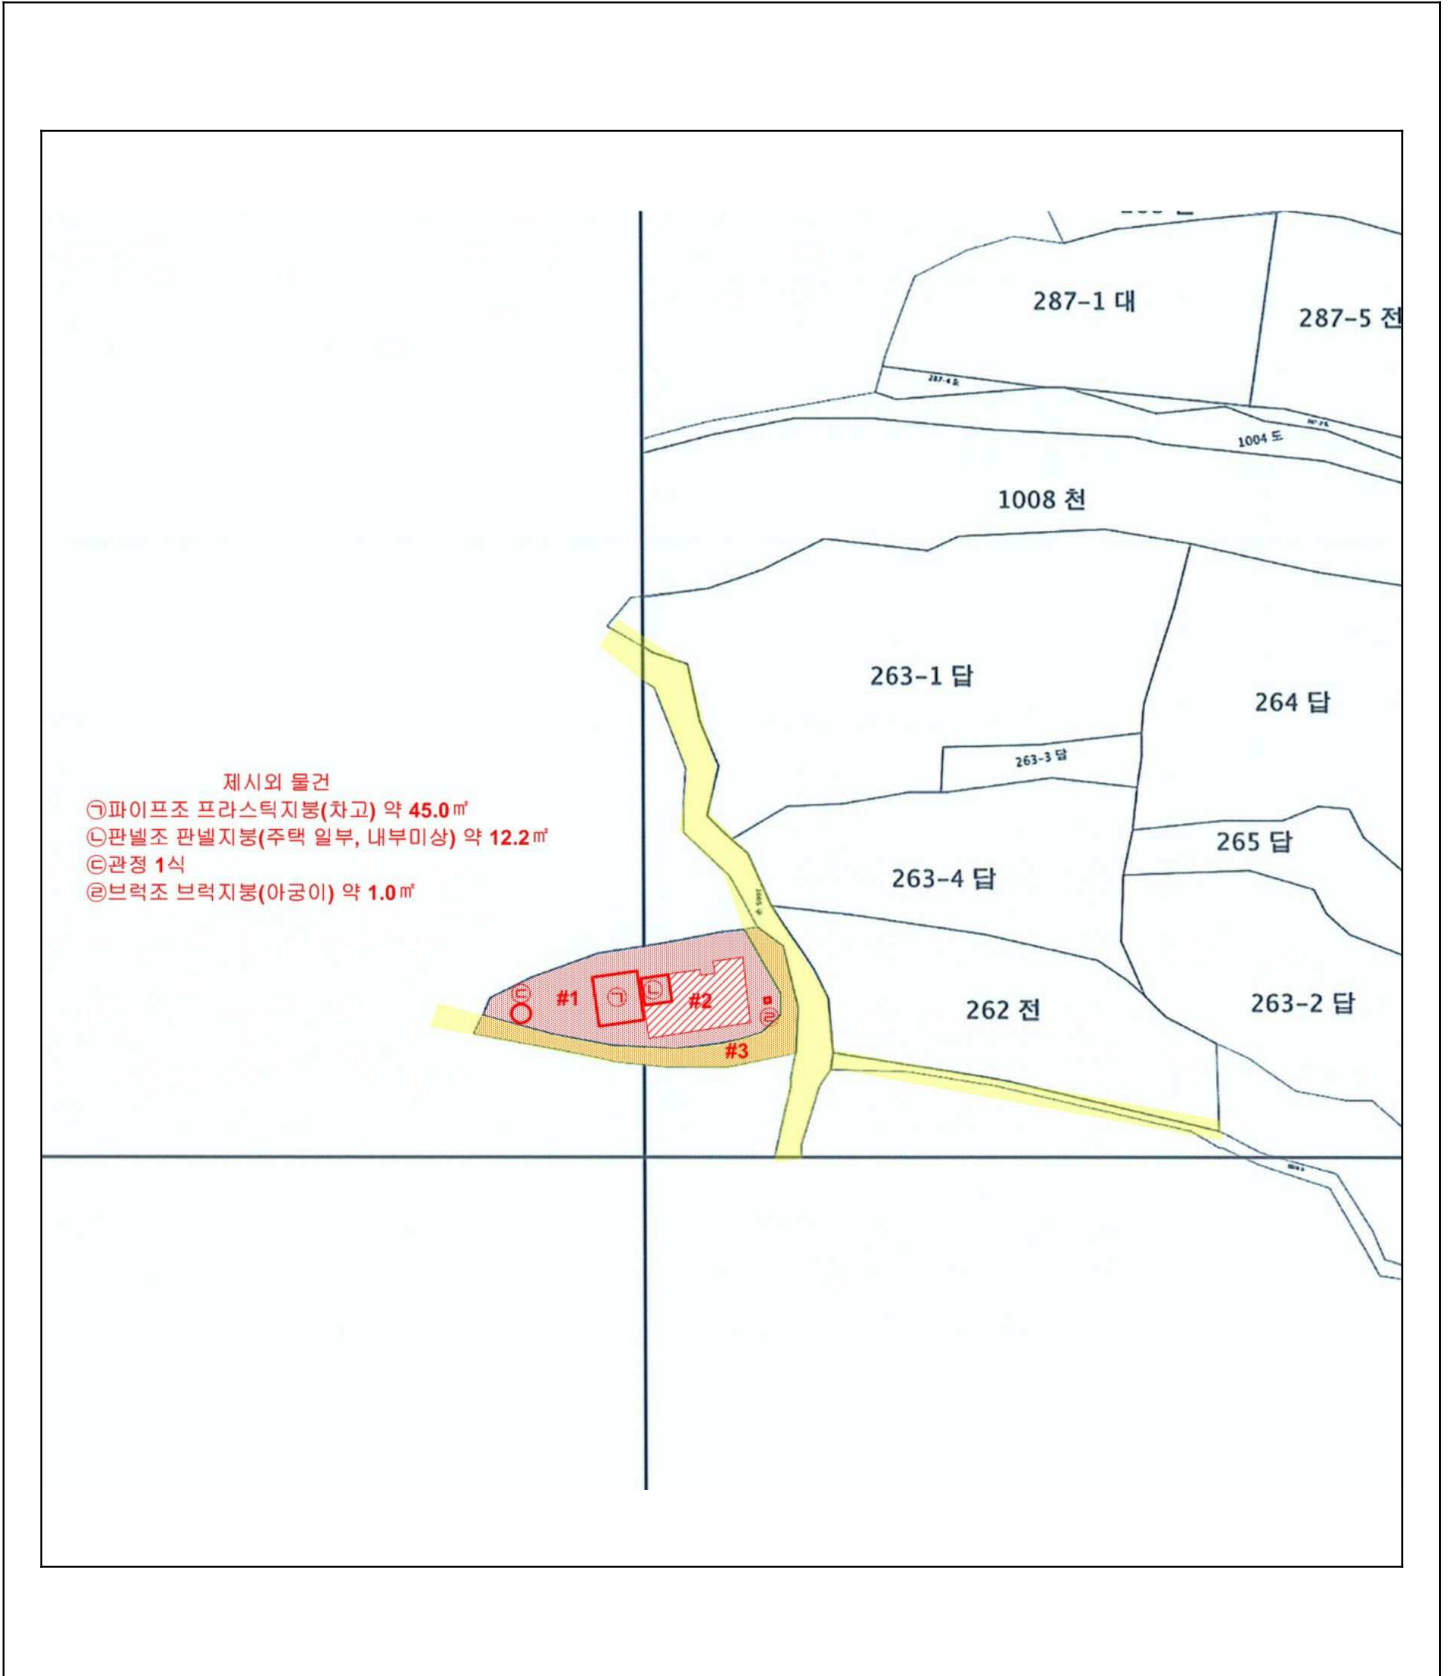 287-1 대
287-5 전
287-4 도
1004 도
1008 천
263-1 답
264 답
263-3 답
제시외 물건
㉠파이프조 프라스틱지붕(차고) 약 45.0㎡
㉡판넬조 판넬지붕(주택 일부, 내부미상) 약 12.2㎡
㉢관정 1식
㉣브럭조 브럭지붕(아궁이) 약 1.0㎡
265 답
263-4 답
㉢
#1
㉠
㉡
#2
㉣
#3
262 전
263-2 답